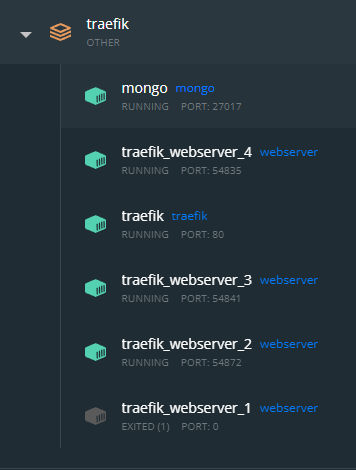 traefik
OTHER
mongo mongo
RUNNING PORT: 27017
traefik_webserver_4 webserver
RUNNING PORT: 54835
traefik traefik
RUNNING PORT: 80
traefik_webserver_3 webserver
RUNNING PORT: 54841
traefik_webserver_2 webserver
RUNNING PORT: 54872
traefik_webserver_1 webserver
EXITED (1) PORT: 0